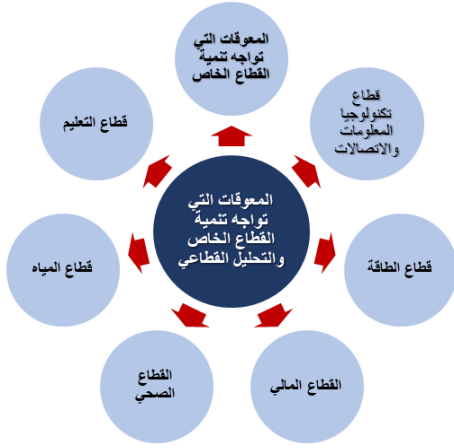 المعوقات التي
تواجه تنمية
القطاع الخاص
قطاع
تكنولوجيا
المعلومات
والاتصالات
قطاع الطاقة
القطاع المالي
القطاع
الصحي
قطاع المياه
قطاع التعليم
المعوقات التي
تواجه تنمية
القطاع الخاص
والتحليل القطاعي